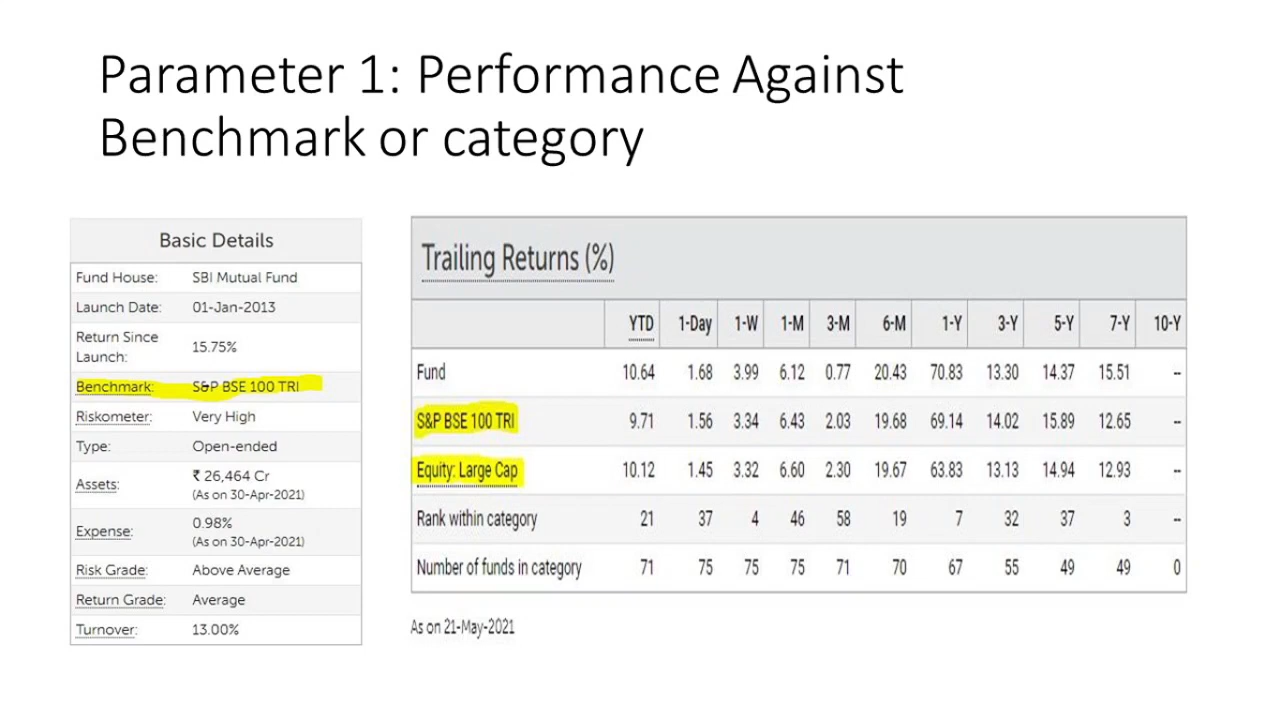 Parameter 1: Performance Against
Benchmark or category
Basic Details
Fund House: SBI Mutual Fund
Launch Date: 01-Jan-2013
Return Since
Launch: 15.75%
Benchmark: S&P BSE 100 TRI
Riskometer: Very High
Type: Open-ended
Assets: ₹ 26,464 Cr
(As on 30-Apr-2021)
Expense: 0.98%
(As on 30-Apr-2021)
Risk Grade: Above Average
Return Grade: Average
Turnover: 13.00%
Trailing Returns (%)
YTD 1-Day 1-W 1-M 3-M 6-M 1-Y 3-Y 5-Y 7-Y 10-Y
Fund 10.64 1.68 3.99 6.12 0.77 20.43 70.83 13.30 14.37 15.51 --
S&P BSE 100 TRI 9.71 1.56 3.34 6.43 2.03 19.68 69.14 14.02 15.89 12.65 --
Equity: Large Cap 10.12 1.45 3.32 6.60 2.30 19.67 63.83 13.13 14.94 12.93 --
Rank within category 21 37 4 46 58 19 7 32 37 3 --
Number of funds in category 71 75 75 75 71 70 67 55 49 49 0
As on 21-May-2021